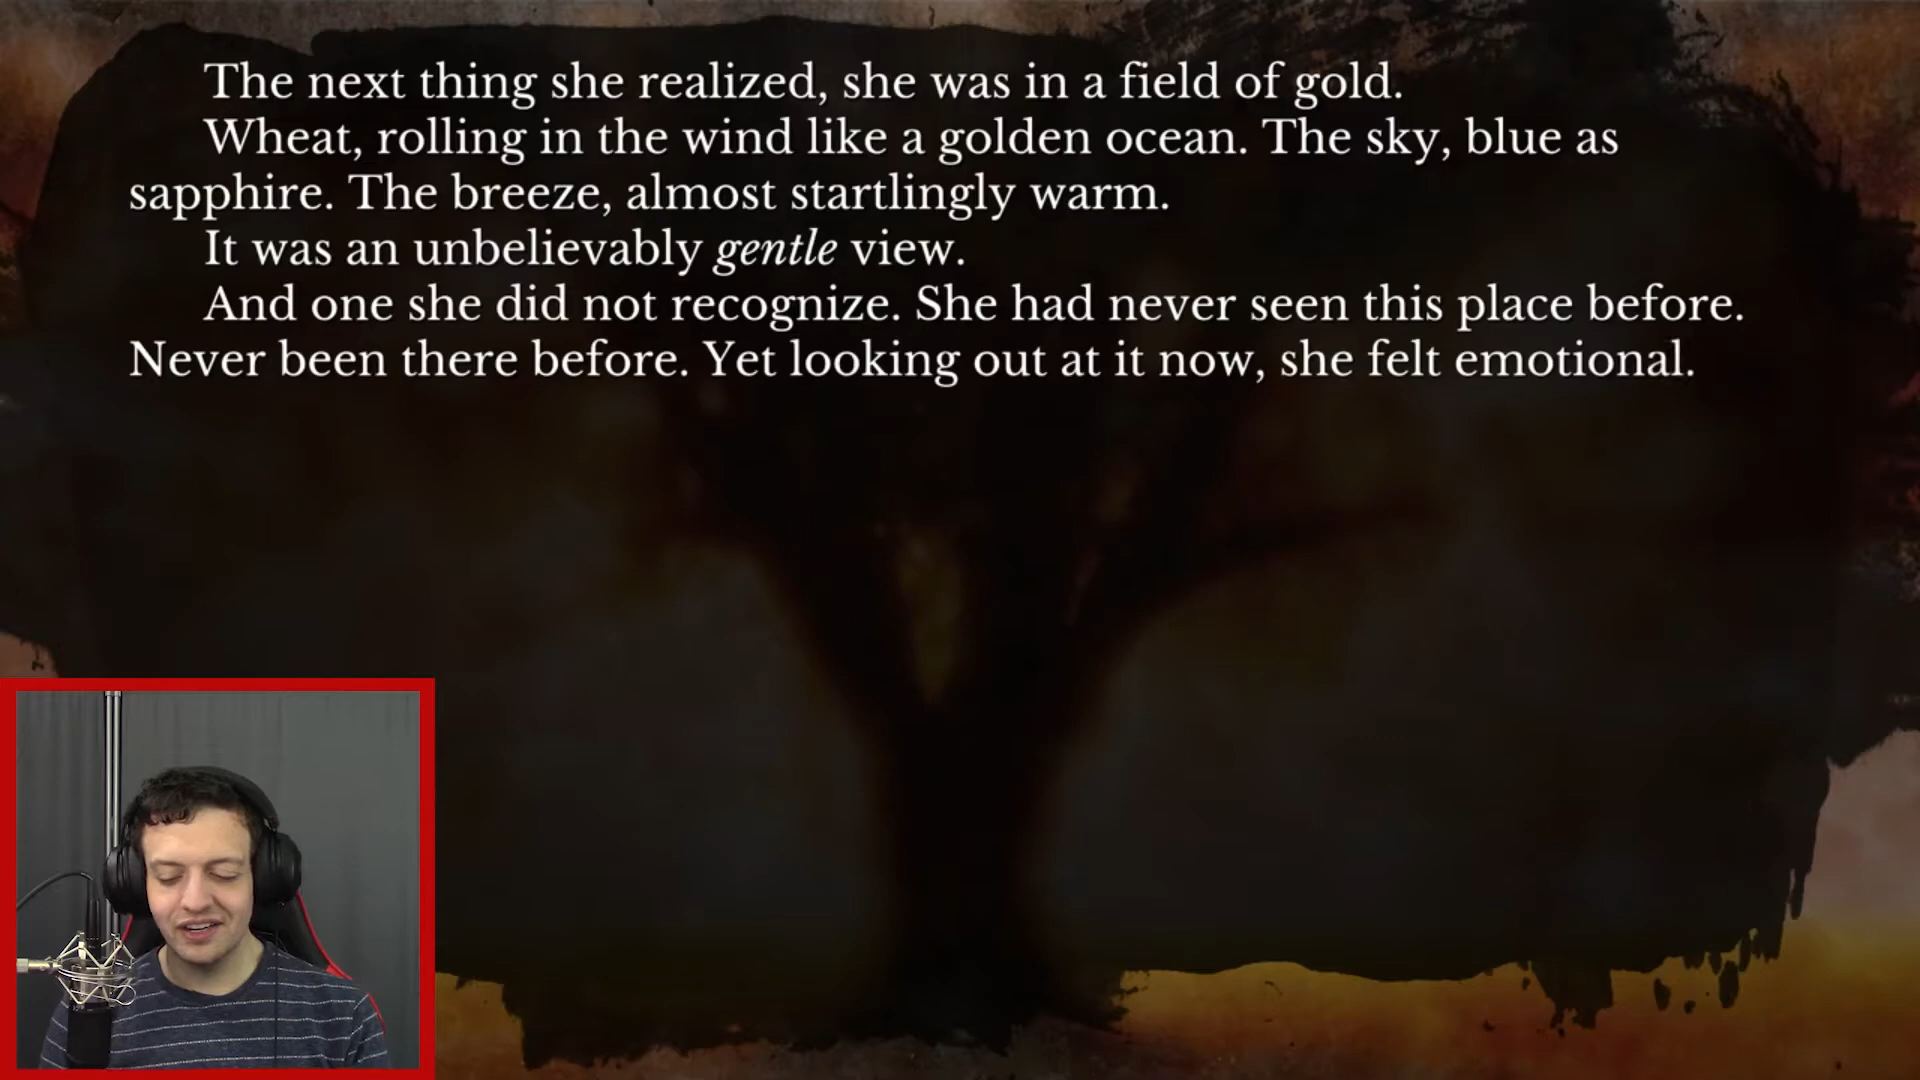 The next thing she realized, she was in a field of gold.
Wheat, rolling in the wind like a golden ocean. The sky, blue as
sapphire. The breeze, almost startlingly warm.
It was an unbelievably gentle view.
And one she did not recognize. She had never seen this place before.
Never been there before. Yet looking out at it now, she felt emotional.